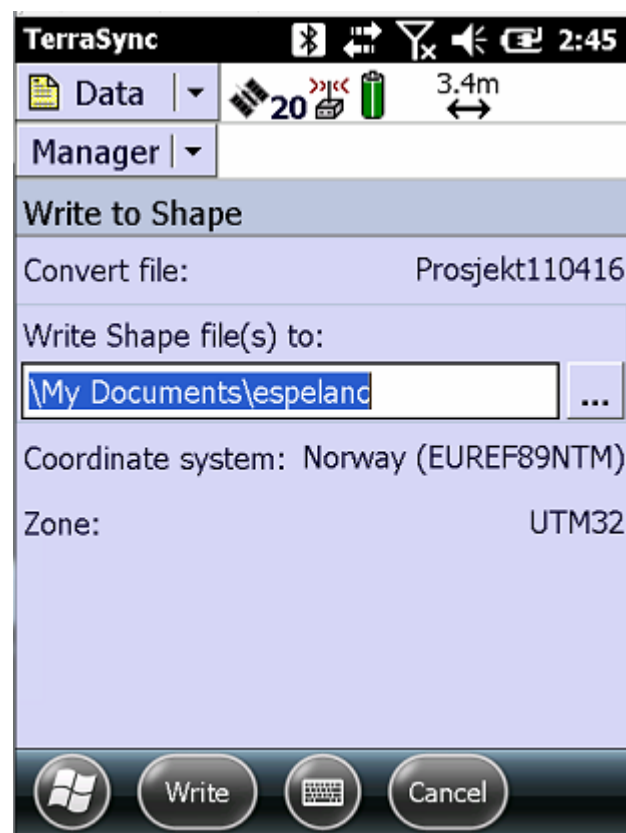 TerraSync 2:45
Data 20 3.4m
Manager
Write to Shape
Convert file: Prosjekt110416
Write Shape file(s) to:
\My Documents\espeland ...
Coordinate system: Norway (EUREF89NTM)
Zone: UTM32
Write Cancel